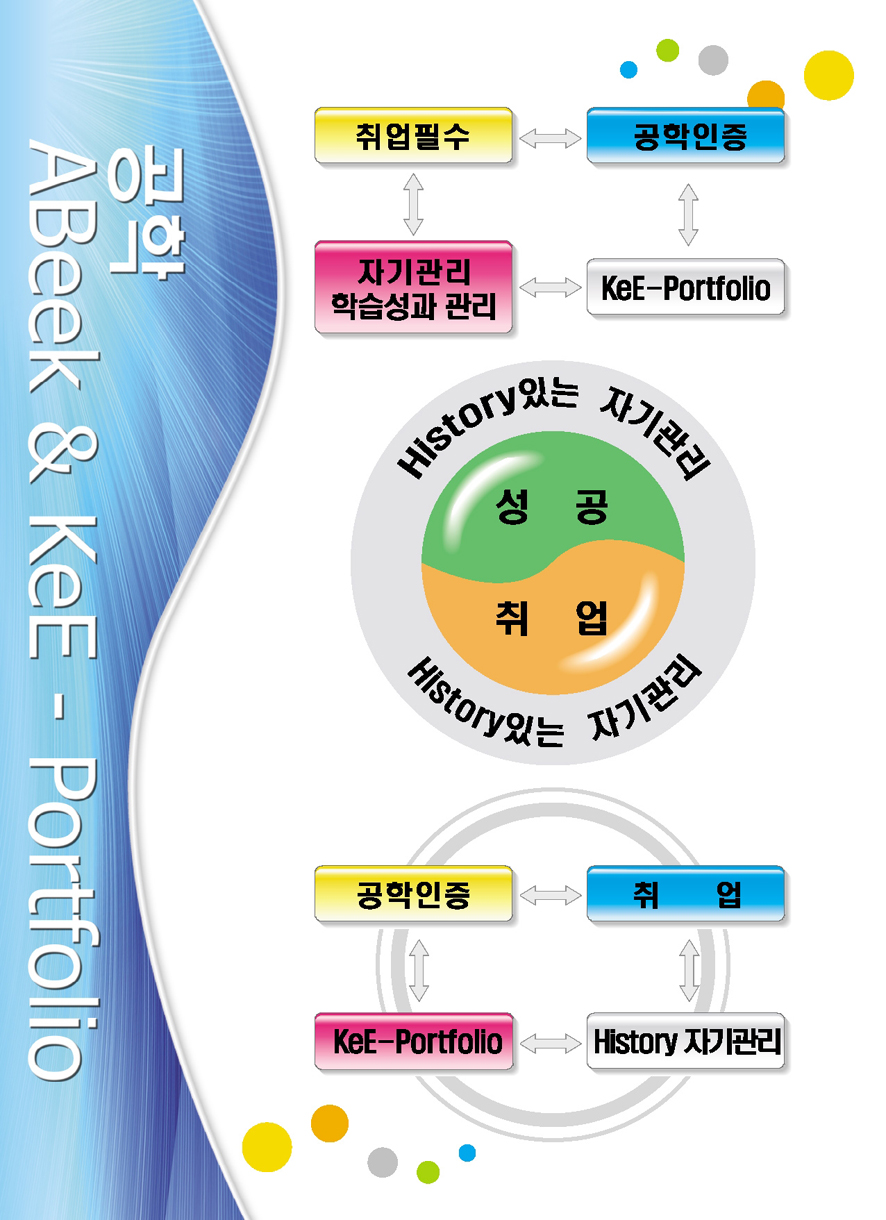 공학
ABeek & KeE - Portfolio
취업필수
공학인증
자기관리
학습성과 관리
KeE-Portfolio
History있는 자기관리
성 공
취 업
History있는 자기관리
공학인증
취 업
KeE-Portfolio
History 자기관리